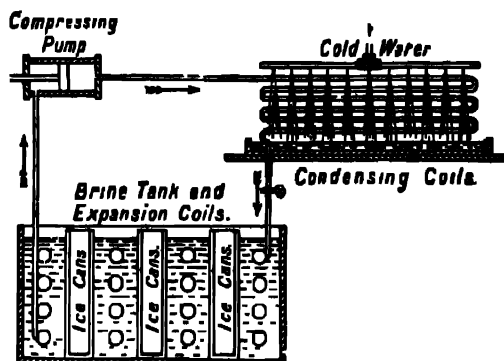 Compressing
Pump
Cold Water
Condensing Coils.
Brine Tank and
Expansion Coils.
Ice Cans
Ice Cans.
Ice Cans.